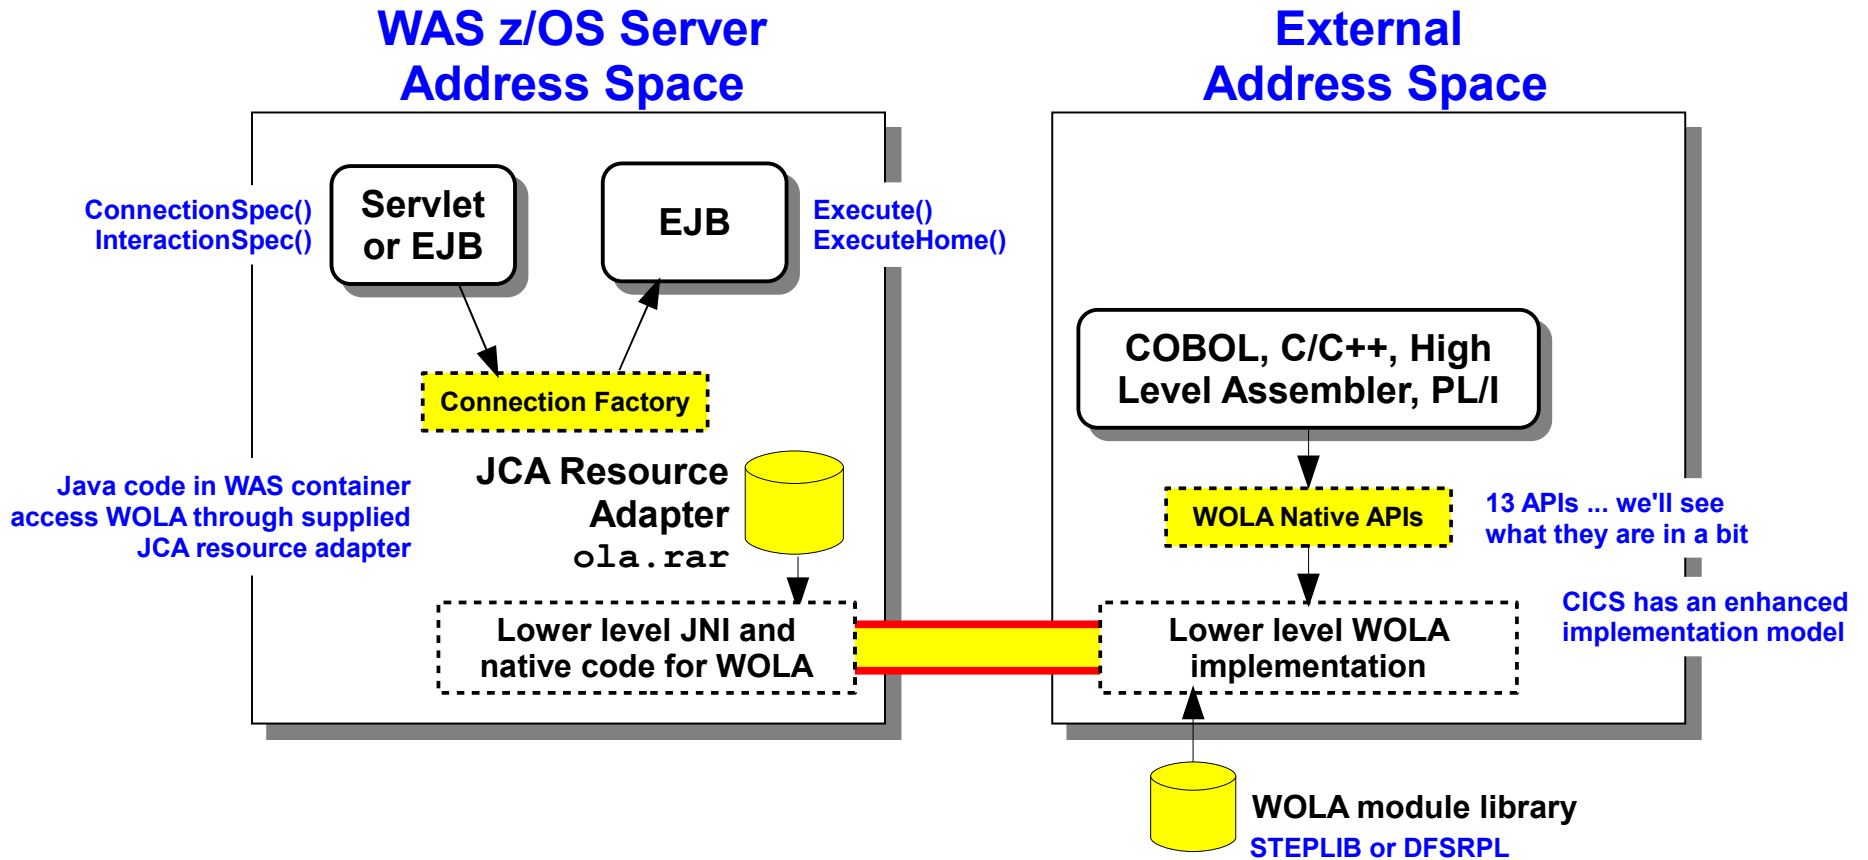 WAS z/OS Server
Address Space
External
Address Space
ConnectionSpec()
InteractionSpec()
Servlet
or EJB
EJB
Execute()
ExecuteHome()
Connection Factory
COBOL, C/C++, High
Level Assembler, PL/I
Java code in WAS container
access WOLA through supplied
JCA resource adapter
JCA Resource
Adapter
ola.rar
WOLA Native APIs
13 APIs ... we'll see
what they are in a bit
Lower level JNI and
native code for WOLA
Lower level WOLA
implementation
CICS has an enhanced
implementation model
WOLA module library
STEPLIB or DFSRPL